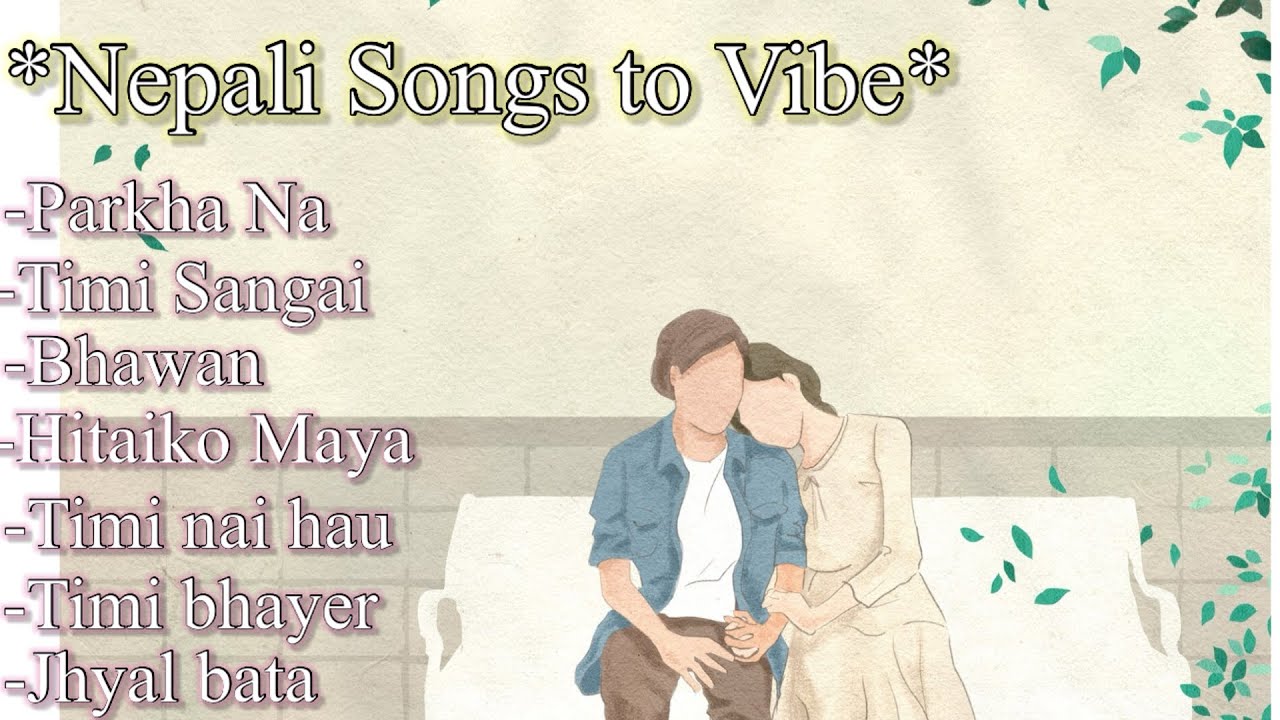 *Nepali Songs to Vibe*
-Parkha Na
-Timi Sangai
-Bhawan
-Hitaiko Maya
-Timi nai hau
-Timi bhayer
-Jhyal bata